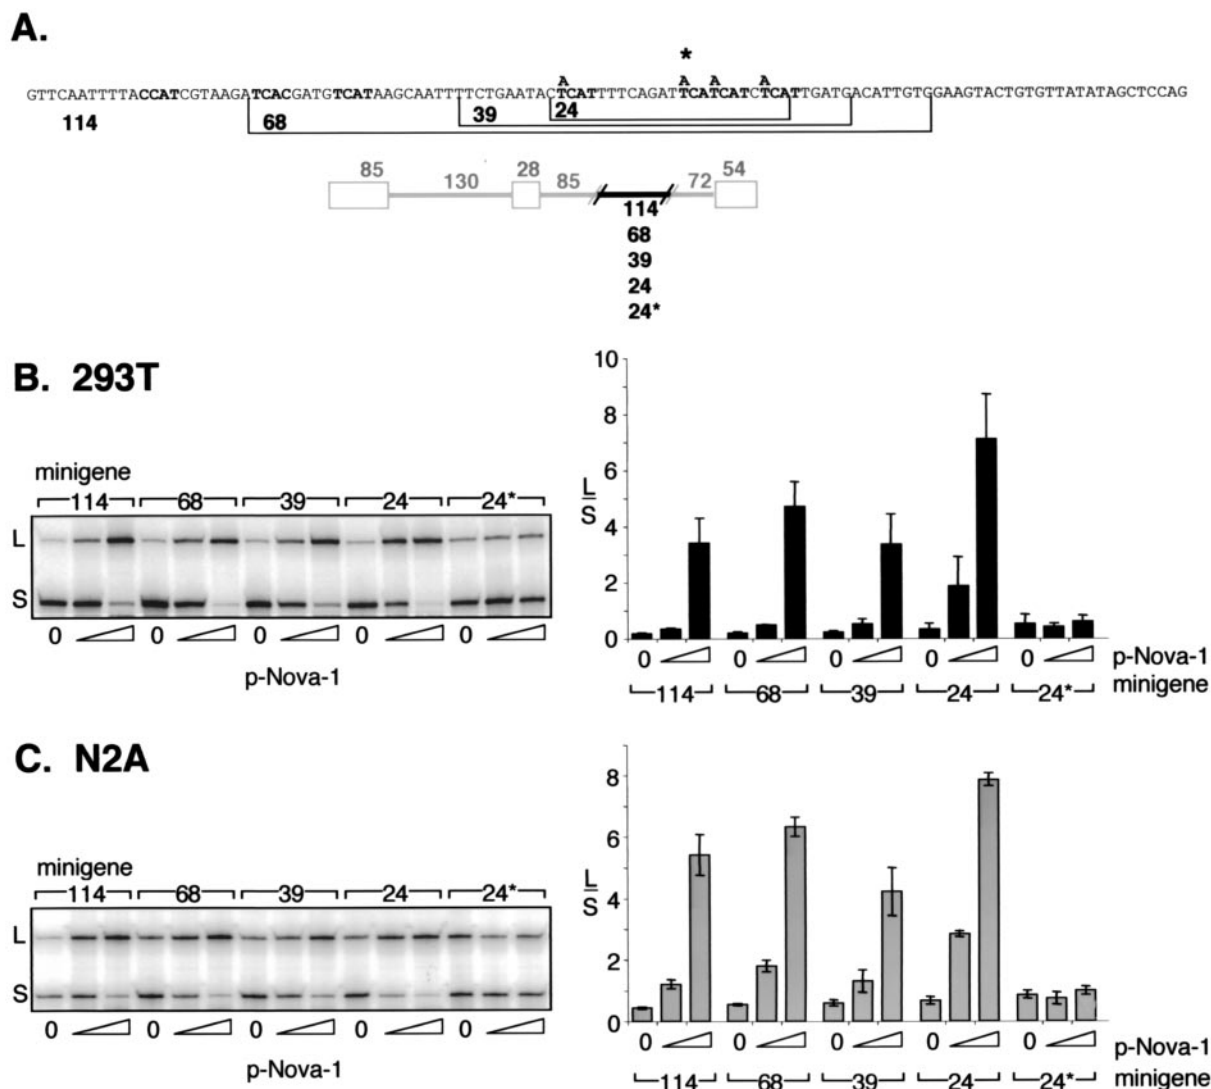 A.
*
A A A A
GTTCAATTTTACCATCGTAAGATCACGATGTCATAAGCAATTTTCTGAATACTCATTTTCAGATTCATCATCTCATTGATGACATTGTGGAAGTACTGTGTTATATAGCTCCAG
114 68 39 24
85 130 28 85 72 54
114
68
39
24
24*
B. 293T
minigene
114 68 39 24 24*
L
S
0 0 0 0 0
p-Nova-1
10
8
6
4
2
0
L
S
0 0 0 0 0 p-Nova-1
114 68 39 24 24* minigene
C. N2A
minigene
114 68 39 24 24*
L
S
0 0 0 0 0
p-Nova-1
8
6
4
2
0
L
S
0 0 0 0 0 p-Nova-1
114 68 39 24 24* minigene